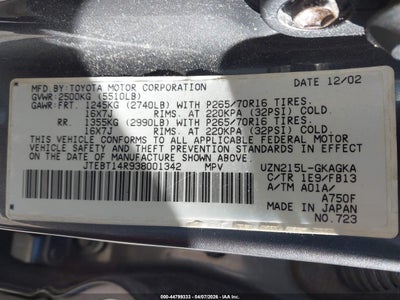 MFD.BY:TOYOTA MOTOR CORPORATION DATE 12/02
GVWR:2500KG (5510LB)
GAWR:FRT. 1245KG (2740LB) WITH P265/70R16 TIRES.
16X7J RIMS. AT 220KPA (32PSI) COLD
RR. 1355KG (2990LB) WITH P265/70R16 TIRES.
16X7J RIMS. AT 220KPA (32PSI) COLD
THIS VEHICLE CONFORMS TO ALL APPLICABLE FEDERAL MOTOR
VEHICLE SAFETY AND BUMPER STANDARDS IN EFFECT
ON THE DATE OF MANUFACTURE SHOWN ABOVE.
JTEBT14R938001342 MPV UZN215L-GKAGKA
C/TR 1E9/FB13
A/TM A01A/
A750F
MADE IN JAPAN
NO.723
000-44799333 - 04/07/2026 - IAA Inc.